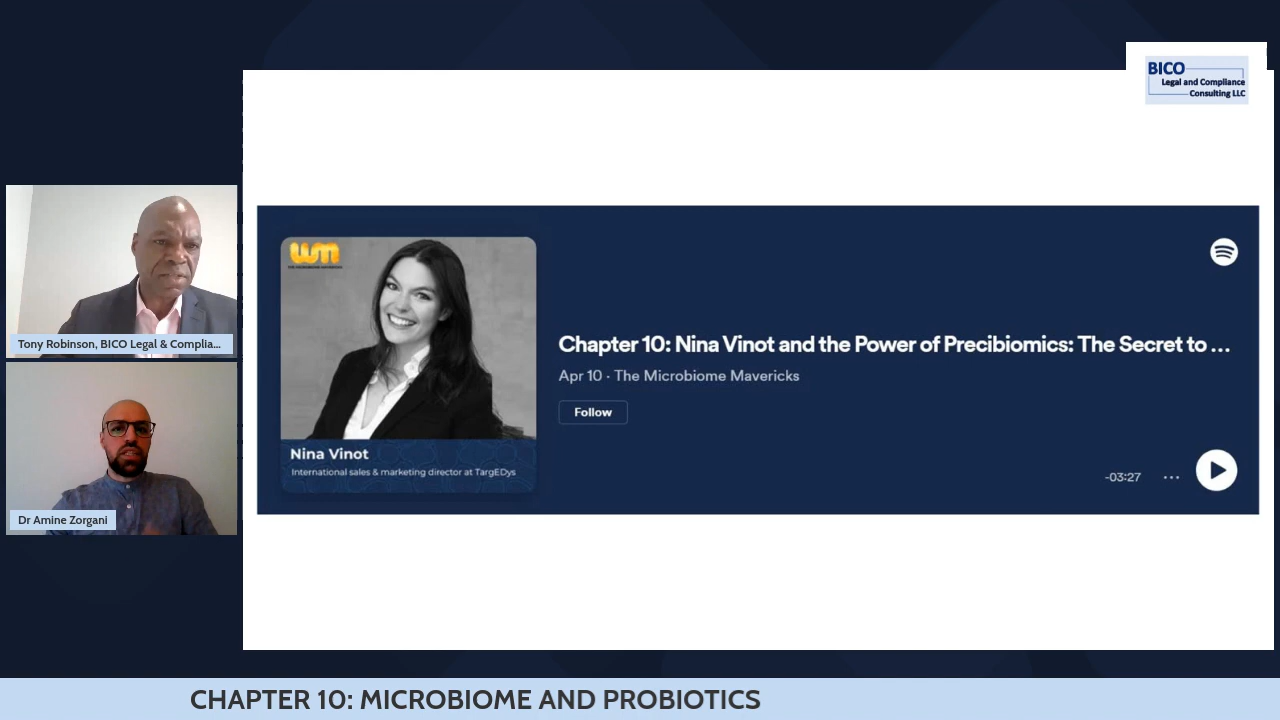 BICO
Legal and Compliance
Consulting LLC
Tony Robinson, BICO Legal & Complia...
Dr Amine Zorgani
wm
Nina Vinot
International sales & marketing director at TargEDys
Chapter 10: Nina Vinot and the Power of Precibiomics: The Secret to ...
Apr 10 · The Microbiome Mavericks
Follow
-03:27
CHAPTER 10: MICROBIOME AND PROBIOTICS